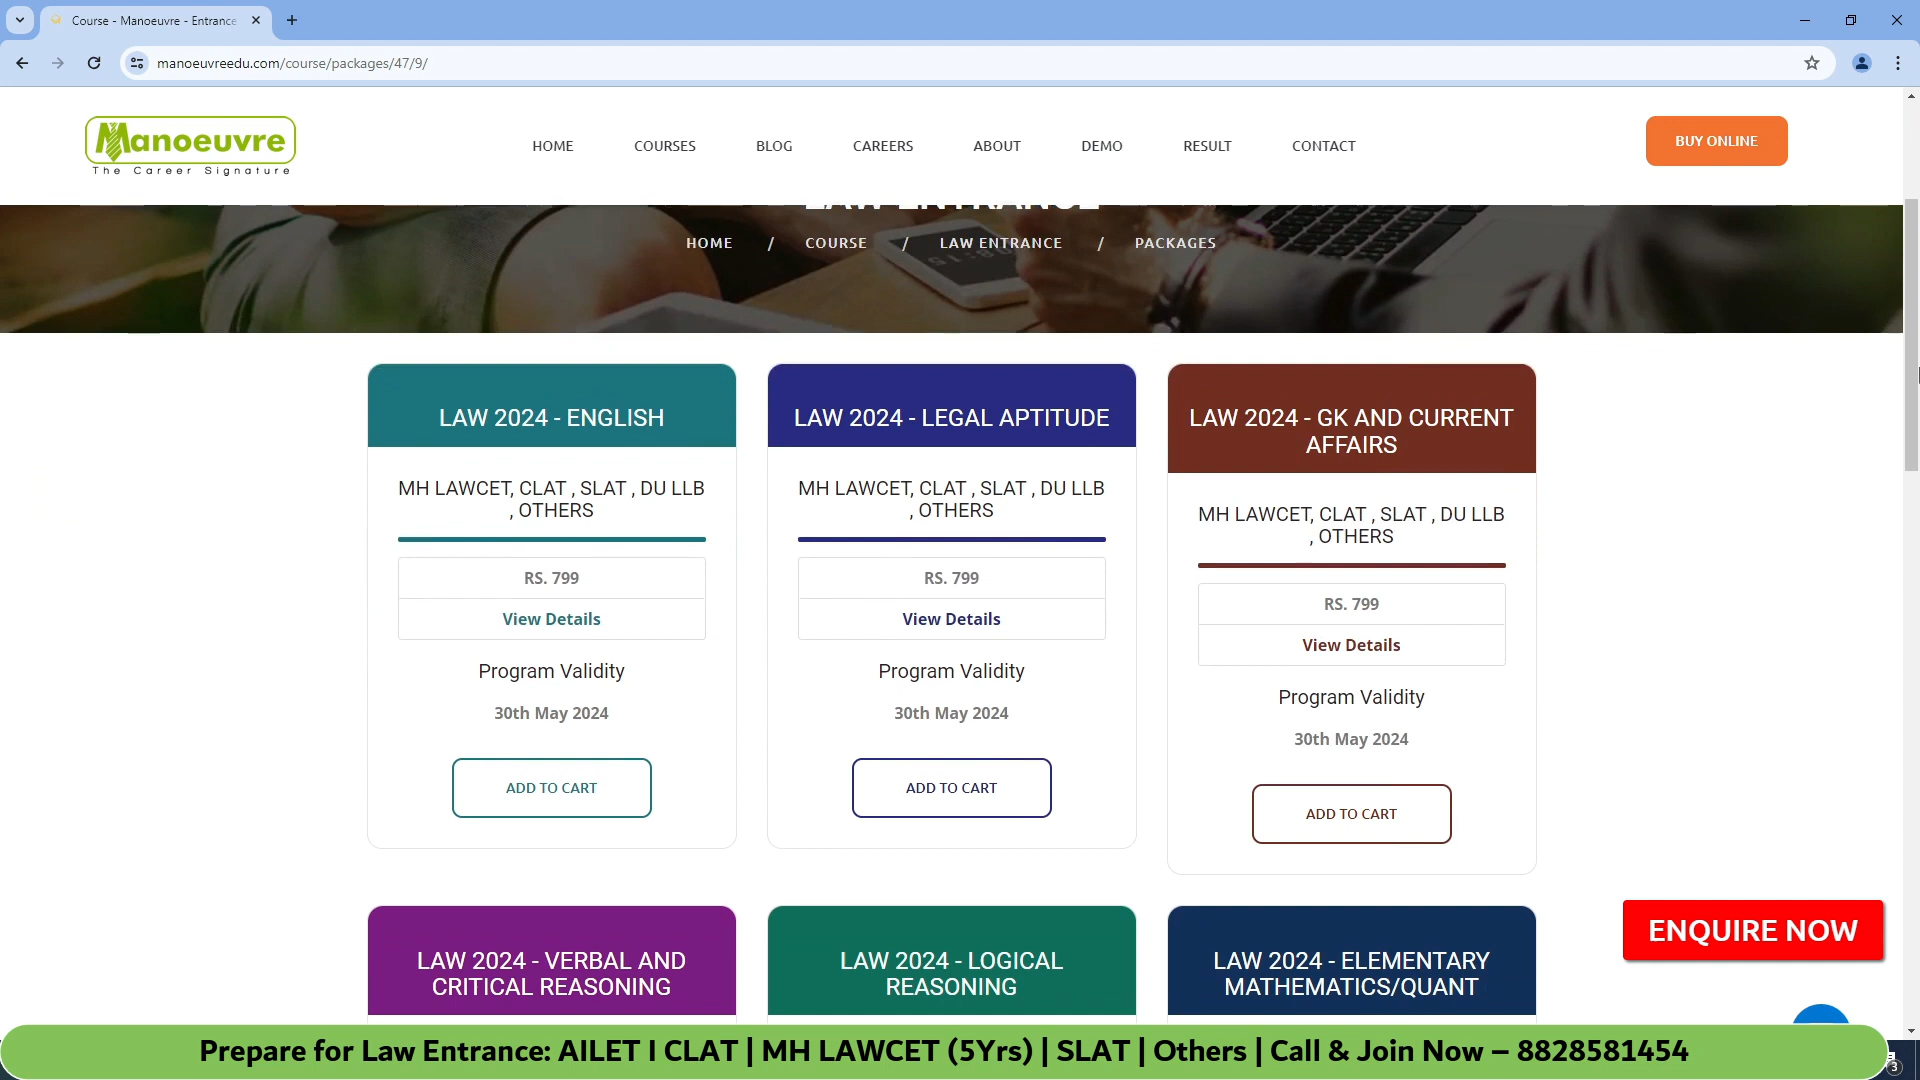 Course - Manoeuvre - Entrance
manoeuvreedu.com/course/packages/47/9/
Manoeuvre
The Career Signature
HOME
COURSES
BLOG
CAREERS
ABOUT
DEMO
RESULT
CONTACT
BUY ONLINE
LAW ENTRANCE
HOME / COURSE / LAW ENTRANCE / PACKAGES
LAW 2024 - ENGLISH
MH LAWCET, CLAT , SLAT , DU LLB
, OTHERS
RS. 799
View Details
Program Validity
30th May 2024
ADD TO CART
LAW 2024 - LEGAL APTITUDE
MH LAWCET, CLAT , SLAT , DU LLB
, OTHERS
RS. 799
View Details
Program Validity
30th May 2024
ADD TO CART
LAW 2024 - GK AND CURRENT
AFFAIRS
MH LAWCET, CLAT , SLAT , DU LLB
, OTHERS
RS. 799
View Details
Program Validity
30th May 2024
ADD TO CART
LAW 2024 - VERBAL AND
CRITICAL REASONING
LAW 2024 - LOGICAL
REASONING
LAW 2024 - ELEMENTARY
MATHEMATICS/QUANT
ENQUIRE NOW
Prepare for Law Entrance: AILET I CLAT | MH LAWCET (5Yrs) | SLAT | Others | Call & Join Now – 8828581454
3